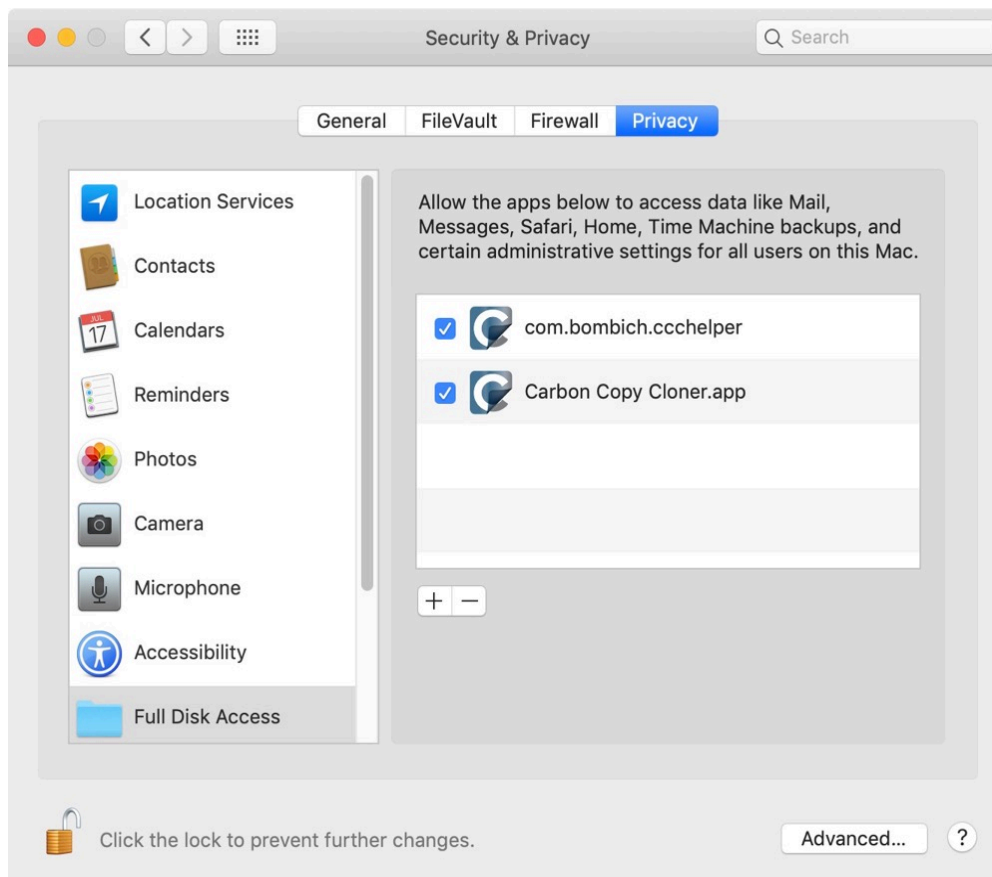 Security & Privacy
Search
General
FileVault
Firewall
Privacy
Location Services
Contacts
JUL
17
Calendars
Reminders
Photos
Camera
Microphone
Accessibility
Full Disk Access
Allow the apps below to access data like Mail,
Messages, Safari, Home, Time Machine backups, and
certain administrative settings for all users on this Mac.
com.bombich.ccchelper
Carbon Copy Cloner.app
+ −
Click the lock to prevent further changes.
Advanced...
?